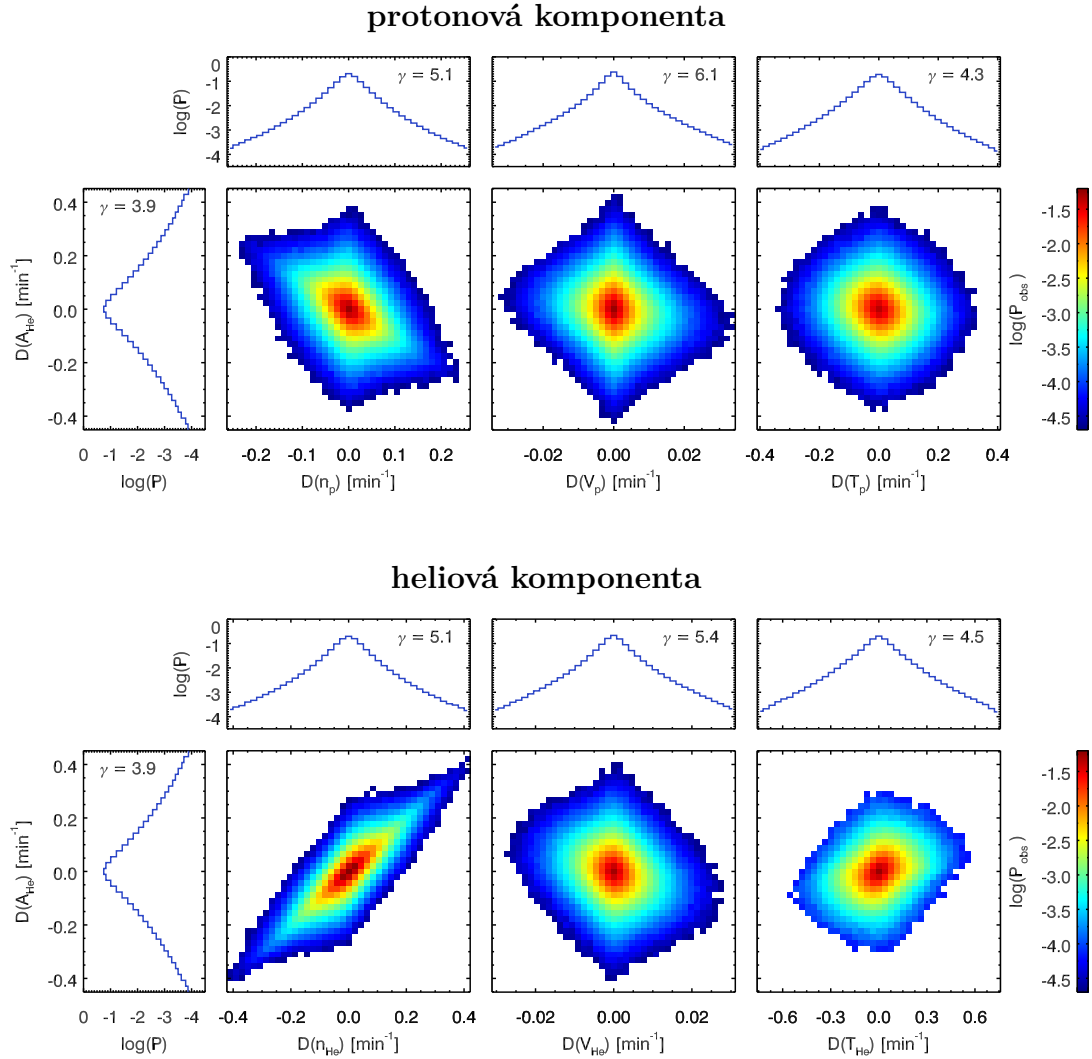 protonová komponenta
0
-1
-2
-3
-4
log(P)
γ = 5.1
γ = 6.1
γ = 4.3
0.4
0.2
0.0
-0.2
-0.4
D(A_He) [min⁻¹]
γ = 3.9
0 -1 -2 -3 -4
log(P)
-0.2 -0.1 0.0 0.1 0.2
D(n_p) [min⁻¹]
-0.02 0.00 0.02
D(V_p) [min⁻¹]
-0.4 -0.2 0.0 0.2 0.4
D(T_p) [min⁻¹]
log(P_obs)
-1.5
-2.0
-2.5
-3.0
-3.5
-4.0
-4.5
heliová komponenta
0
-1
-2
-3
-4
log(P)
γ = 5.1
γ = 5.4
γ = 4.5
0.4
0.2
0.0
-0.2
-0.4
D(A_He) [min⁻¹]
γ = 3.9
0 -1 -2 -3 -4
log(P)
-0.4 -0.2 0.0 0.2 0.4
D(n_He) [min⁻¹]
-0.02 0.00 0.02
D(V_He) [min⁻¹]
-0.6 -0.3 0.0 0.3 0.6
D(T_He) [min⁻¹]
log(P_obs)
-1.5
-2.0
-2.5
-3.0
-3.5
-4.0
-4.5